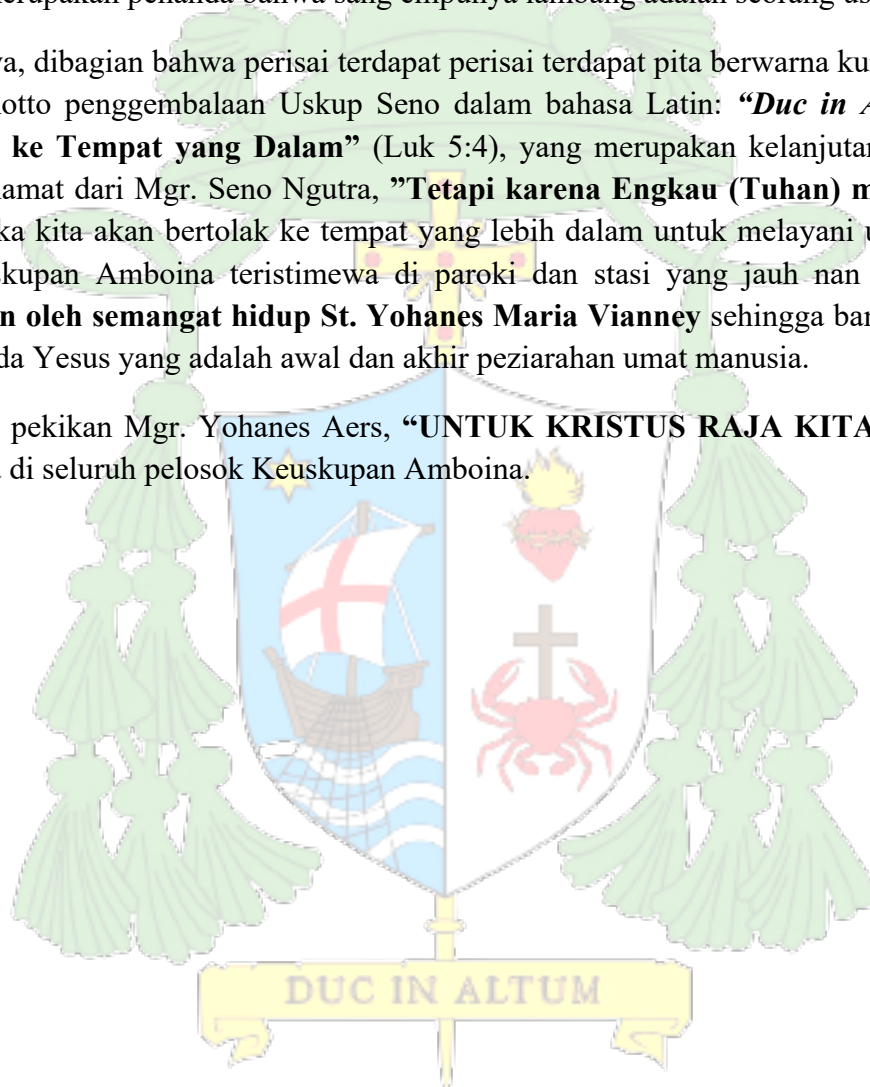 erupakan penanda bahwa sang empunya lambang adalah seorang us
a, dibagian bahwa perisai terdapat perisai terdapat pita berwarna ku
otto penggembalaan Uskup Seno dalam bahasa Latin: “Duc in A
ke Tempat yang Dalam” (Luk 5:4), yang merupakan kelanjutan
amat dari Mgr. Seno Ngutra, ”Tetapi karena Engkau (Tuhan) m
ka kita akan bertolak ke tempat yang lebih dalam untuk melayani u
skupan Amboina teristimewa di paroki dan stasi yang jauh nan
n oleh semangat hidup St. Yohanes Maria Vianney sehingga bar
da Yesus yang adalah awal dan akhir peziarahan umat manusia.
pekikan Mgr. Yohanes Aers, “UNTUK KRISTUS RAJA KITA
di seluruh pelosok Keuskupan Amboina.
DUC IN ALTUM